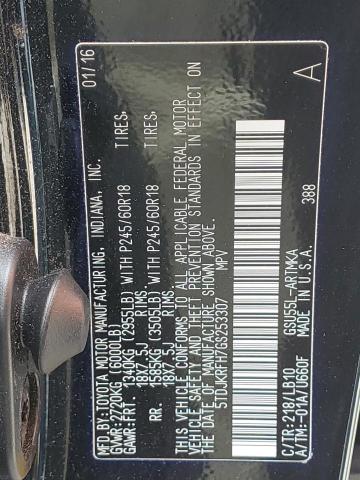 MFD. BY:
TOYOTA MOTOR MANUFACTURING, INDIANA, INC. 01/16
GVWR: 2720KG (6000LB)
GAWR: FRT. 1340KG (2955LB) WITH P245/60R18 TIRES,
18X7.5J RIMS,
RR. 1585KG (3505LB) WITH P245/60R18 TIRES,
18X7.5J RIMS,
THIS VEHICLE CONFORMS TO ALL APPLICABLE FEDERAL MOTOR
VEHICLE SAFETY AND THEFT PREVENTION STANDARDS IN EFFECT ON
THE DATE OF MANUFACTURE SHOWN ABOVE.
5TDJKRFH7GS253307 MPV
A
C/TR:218/LB10 GSU55L-ARTMKA 388
A/TM:-01A/U660F MADE IN U.S.A.